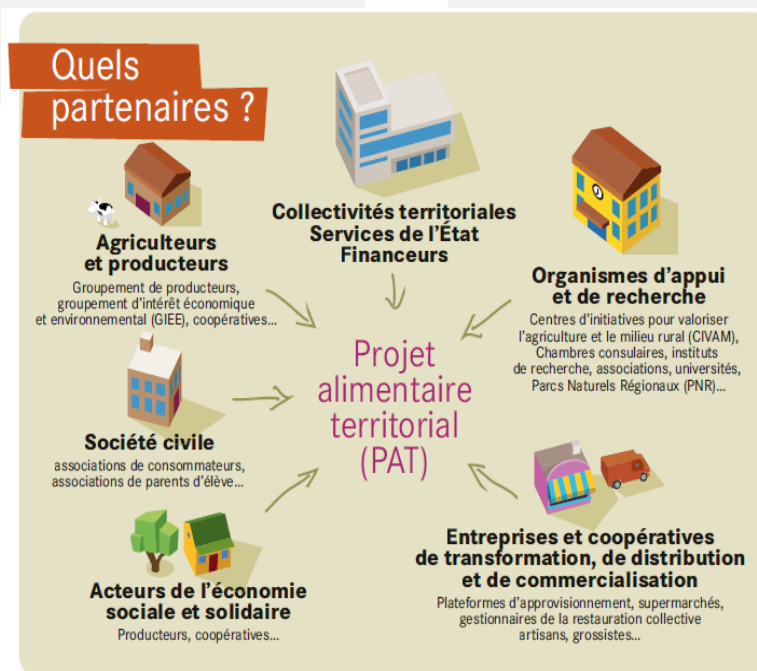 Quels
partenaires ?
Collectivités territoriales
Services de l’État
Financeurs
Agriculteurs
et producteurs
Groupement de producteurs,
groupement d’intérêt économique
et environnemental (GIEE), coopératives...
Organismes d’appui
et de recherche
Centres d’initiatives pour valoriser
l’agriculture et le milieu rural (CIVAM),
Chambres consulaires, instituts
de recherche, associations, universités,
Parcs Naturels Régionaux (PNR)...
Projet
alimentaire
territorial
(PAT)
Société civile
associations de consommateurs,
associations de parents d’élève...
Acteurs de l’économie
sociale et solidaire
Producteurs, coopératives...
Entreprises et coopératives
de transformation, de distribution
et de commercialisation
Plateformes d’approvisionnement, supermarchés,
gestionnaires de la restauration collective
artisans, grossistes...